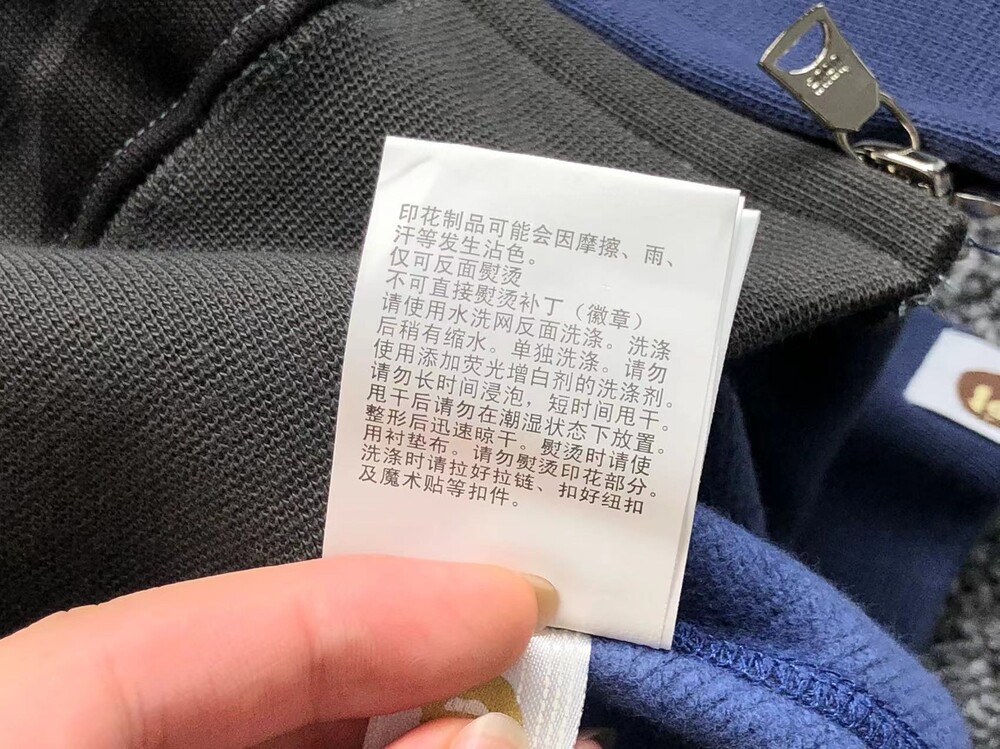 印花制品可能会因摩擦、雨、
汗等发生沾色。
仅可反面熨烫
不可直接熨烫补丁（徽章）
请使用水洗网反面洗涤。洗涤
后稍有缩水。单独洗涤。请勿
使用添加荧光增白剂的洗涤剂。
请勿长时间浸泡，短时间甩干。
甩干后请勿在潮湿状态下放置。
整形后迅速晾干。熨烫时请使
用衬垫布。请勿熨烫印花部分。
洗涤时请拉好拉链、扣好纽扣
及魔术贴等扣件。